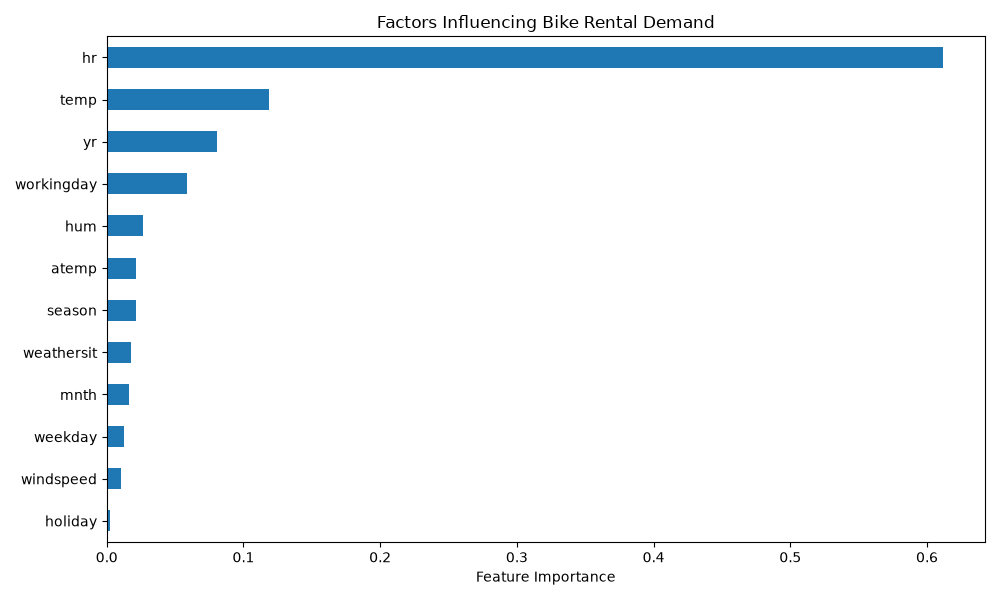 Factors Influencing Bike Rental Demand
hr
temp
yr
workingday
hum
atemp
season
weathersit
mnth
weekday
windspeed
holiday
0.0 0.1 0.2 0.3 0.4 0.5 0.6
Feature Importance